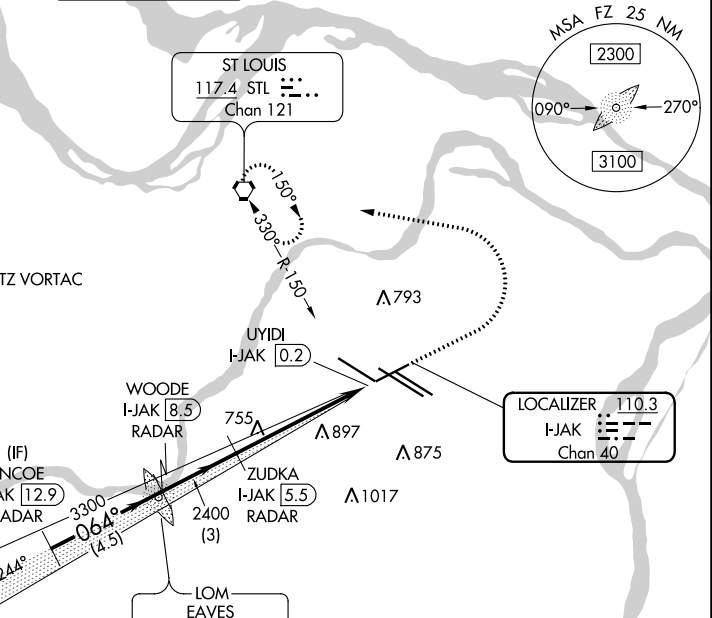 MSA FZ 25 NM
2300
090°
270°
3100
ST LOUIS
117.4 STL
Chan 121
150°
330°
R-150
TZ VORTAC
793
UYIDI
I-JAK 0.2
WOODE
I-JAK 8.5
RADAR
755
897
875
1017
LOCALIZER 110.3
I-JAK
Chan 40
(IF)
NCOE
AK 12.9
ADAR
ZUDKA
I-JAK 5.5
RADAR
3300
064°
(4.5)
2400
(3)
244°
LOM
EAVES